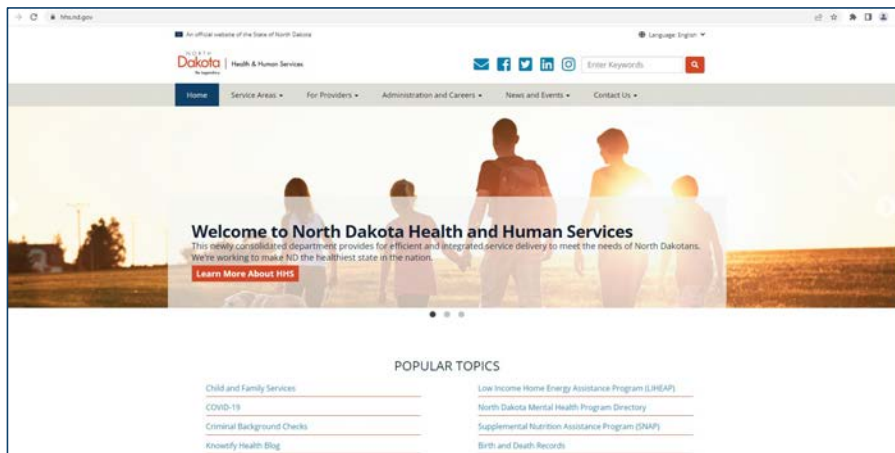 hhs.nd.gov
An official website of the State of North Dakota
Language: English
NORTH
Dakota | Health & Human Services
Be Legendary.
Enter Keywords
Home Service Areas For Providers Administration and Careers News and Events Contact Us
Welcome to North Dakota Health and Human Services
This newly consolidated department provides for efficient and integrated service delivery to meet the needs of North Dakotans.
We're working to make ND the healthiest state in the nation.
Learn More About HHS
POPULAR TOPICS
Child and Family Services
Low Income Home Energy Assistance Program (LIHEAP)
COVID-19
North Dakota Mental Health Program Directory
Criminal Background Checks
Supplemental Nutrition Assistance Program (SNAP)
Knowtify Health Blog
Birth and Death Records